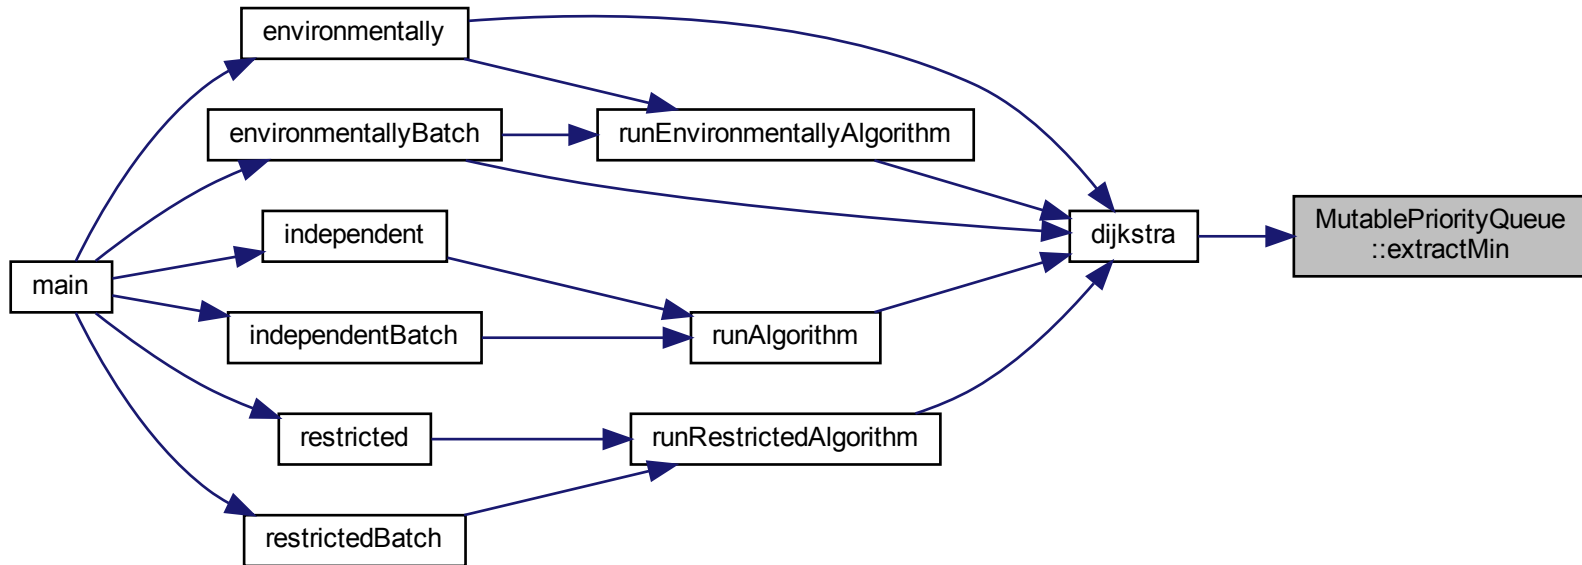 environmentally
environmentallyBatch
runEnvironmentallyAlgorithm
independent
dijkstra
MutablePriorityQueue
::extractMin
main
independentBatch
runAlgorithm
restricted
runRestrictedAlgorithm
restrictedBatch